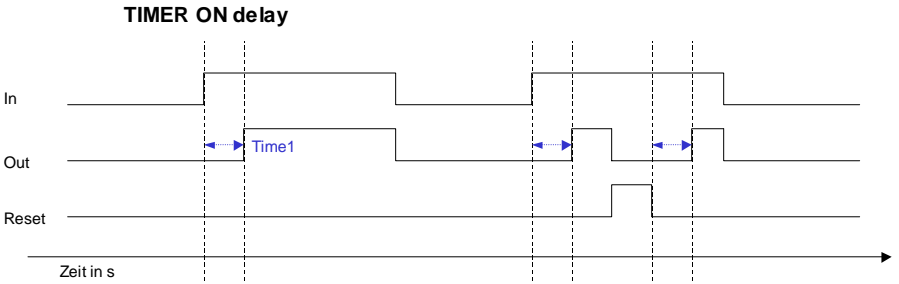 TIMER ON delay
In
Time1
Out
Reset
Zeit in s